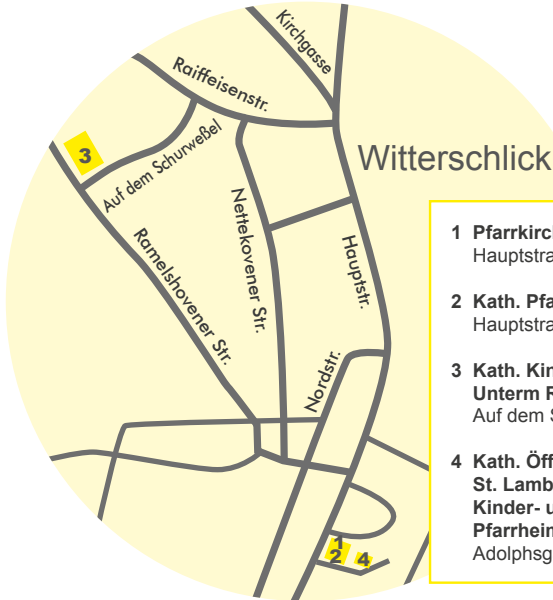 Kirchgasse
Raiffeisenstr.
3
Auf dem Schurweßel
Witterschlick
Ramelshovener Str.
Nettekovener Str.
Hauptstr.
Nordstr.
1
2 4
1 Pfarrkirch
Hauptstra
2 Kath. Pfa
Hauptstra
3 Kath. Kin
Unterm R
Auf dem S
4 Kath. Öff
St. Lamb
Kinder- u
Pfarrhein
Adolphsg